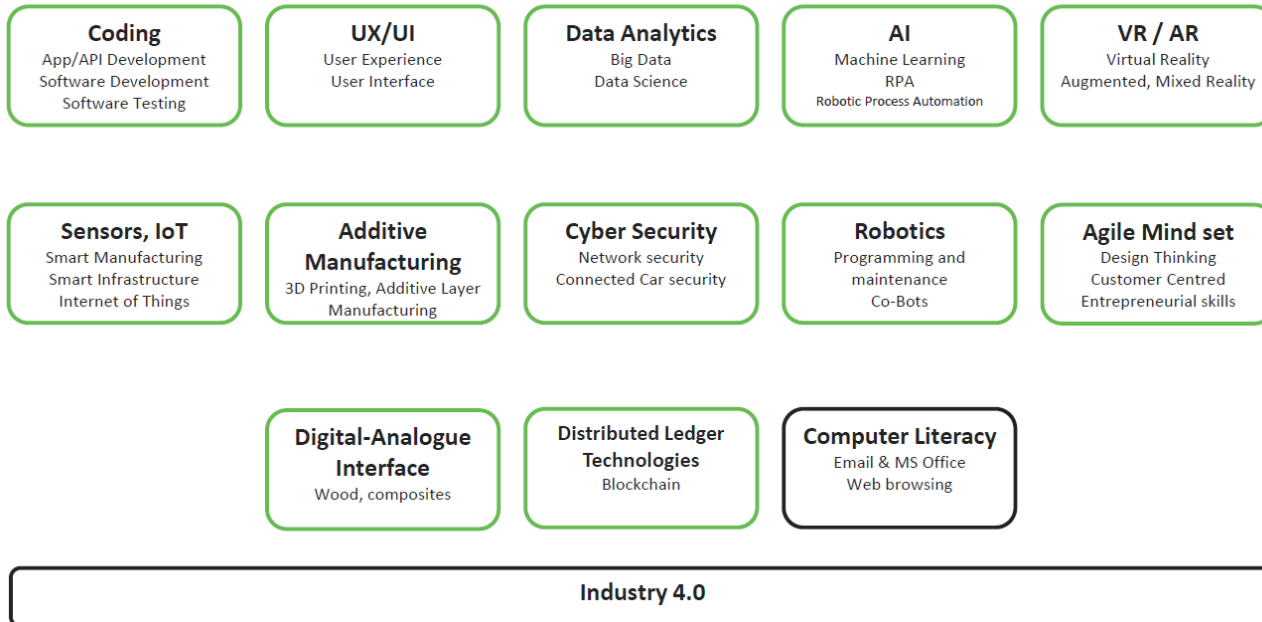 Coding
App/API Development
Software Development
Software Testing
UX/UI
User Experience
User Interface
Data Analytics
Big Data
Data Science
AI
Machine Learning
RPA
Robotic Process Automation
VR / AR
Virtual Reality
Augmented, Mixed Reality
Sensors, IoT
Smart Manufacturing
Smart Infrastructure
Internet of Things
Additive
Manufacturing
3D Printing, Additive Layer
Manufacturing
Cyber Security
Network security
Connected Car security
Robotics
Programming and
maintenance
Co-Bots
Agile Mind set
Design Thinking
Customer Centred
Entrepreneurial skills
Digital-Analogue
Interface
Wood, composites
Distributed Ledger
Technologies
Blockchain
Computer Literacy
Email & MS Office
Web browsing
Industry 4.0